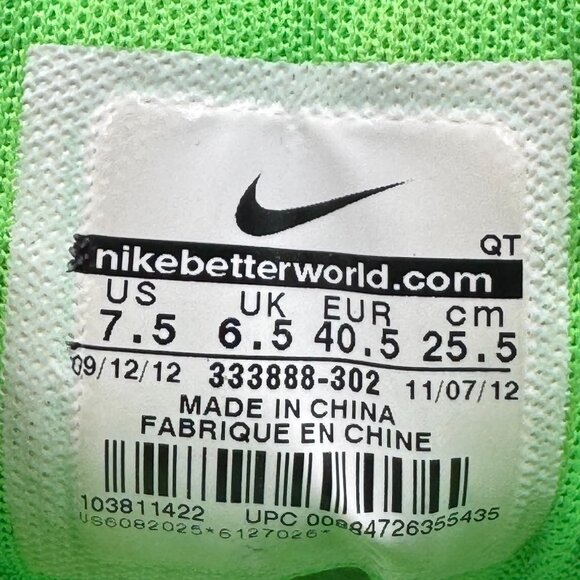 QT
nikebetterworld.com
US UK EUR cm
7.5 6.5 40.5 25.5
09/12/12 333888-302 11/07/12
MADE IN CHINA
FABRIQUE EN CHINE
103811422 UPC 00884726355435
US6082025*6127026*